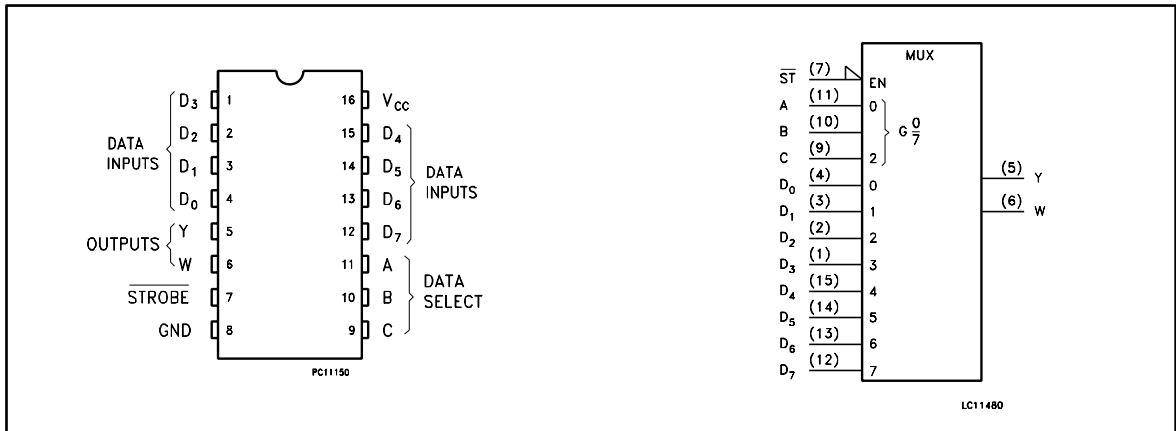 D3 1 16 VCC
D2 2 15 D4
DATA INPUTS
D1 3 14 D5
DATA INPUTS
D0 4 13 D6
Y 5 12 D7
OUTPUTS
W 6 11 A
STROBE 7 10 B
DATA SELECT
GND 8 9 C
PC11150
MUX
ST (7) EN
A (11) 0
B (10) G 0/7
C (9) 2
D0 (4) 0
D1 (3) 1
D2 (2) 2
D3 (1) 3
D4 (15) 4
D5 (14) 5
D6 (13) 6
D7 (12) 7
(5) Y
(6) W
LC11480